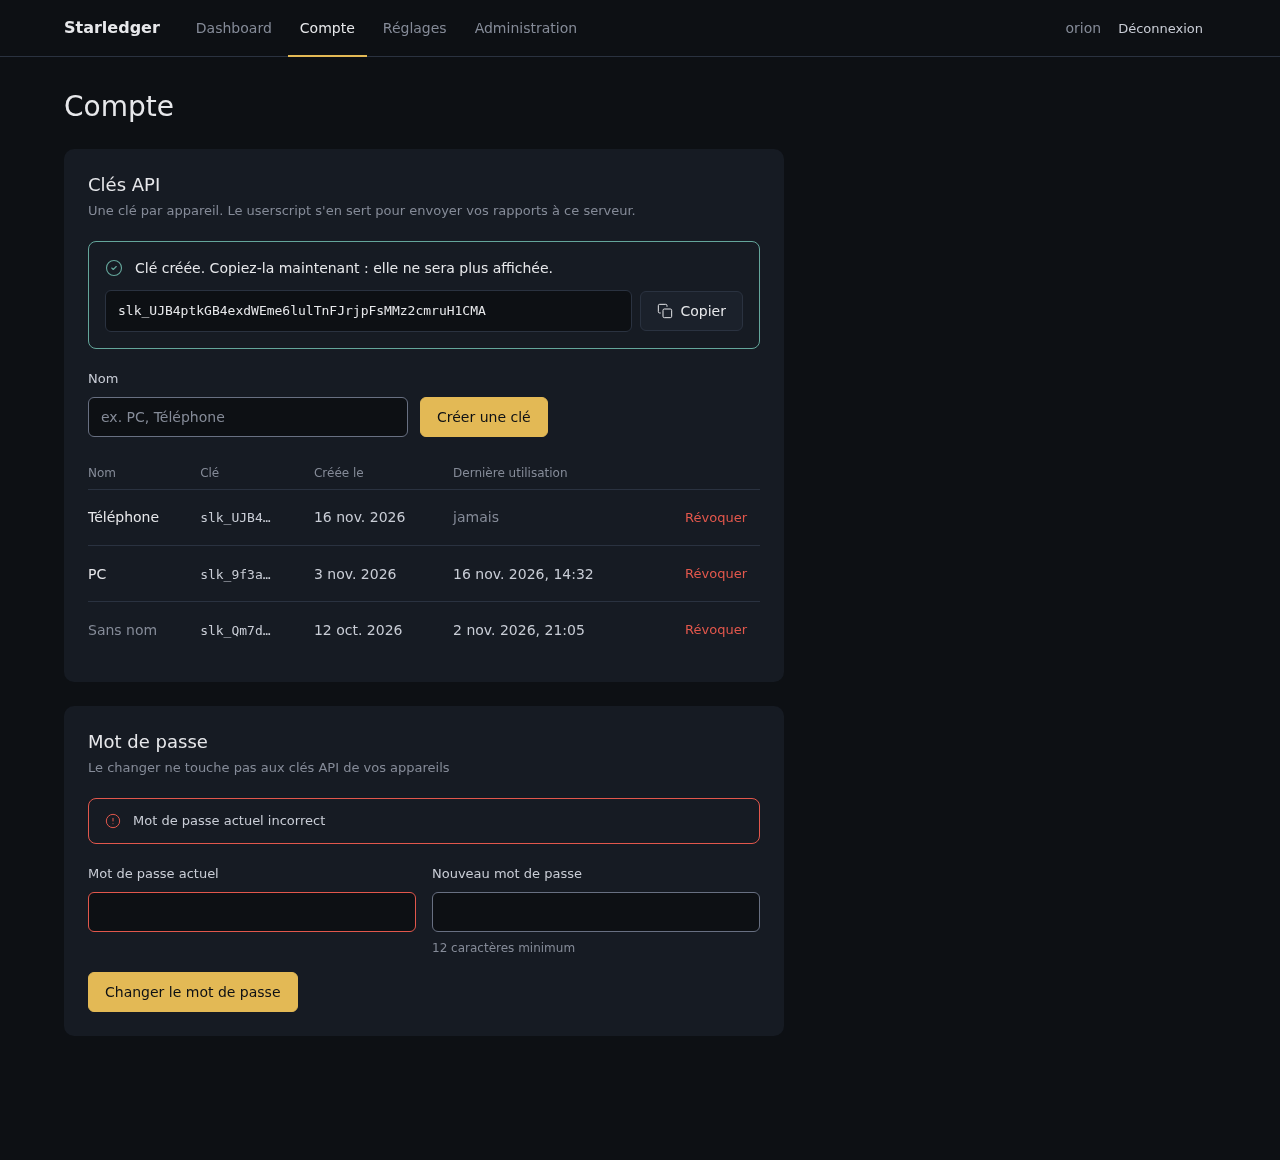 Starledger Dashboard Compte Réglages Administration orion Déconnexion
Compte
Clés API
Une clé par appareil. Le userscript s'en sert pour envoyer vos rapports à ce serveur.
Clé créée. Copiez-la maintenant : elle ne sera plus affichée.
slk_UJB4ptkGB4exdWEme6lulTnFJrjpFsMMz2cmruH1CMA Copier
Nom
ex. PC, Téléphone Créer une clé
Nom Clé Créée le Dernière utilisation
Téléphone slk_UJB4… 16 nov. 2026 jamais Révoquer
PC slk_9f3a… 3 nov. 2026 16 nov. 2026, 14:32 Révoquer
Sans nom slk_Qm7d… 12 oct. 2026 2 nov. 2026, 21:05 Révoquer
Mot de passe
Le changer ne touche pas aux clés API de vos appareils
Mot de passe actuel incorrect
Mot de passe actuel Nouveau mot de passe
12 caractères minimum
Changer le mot de passe